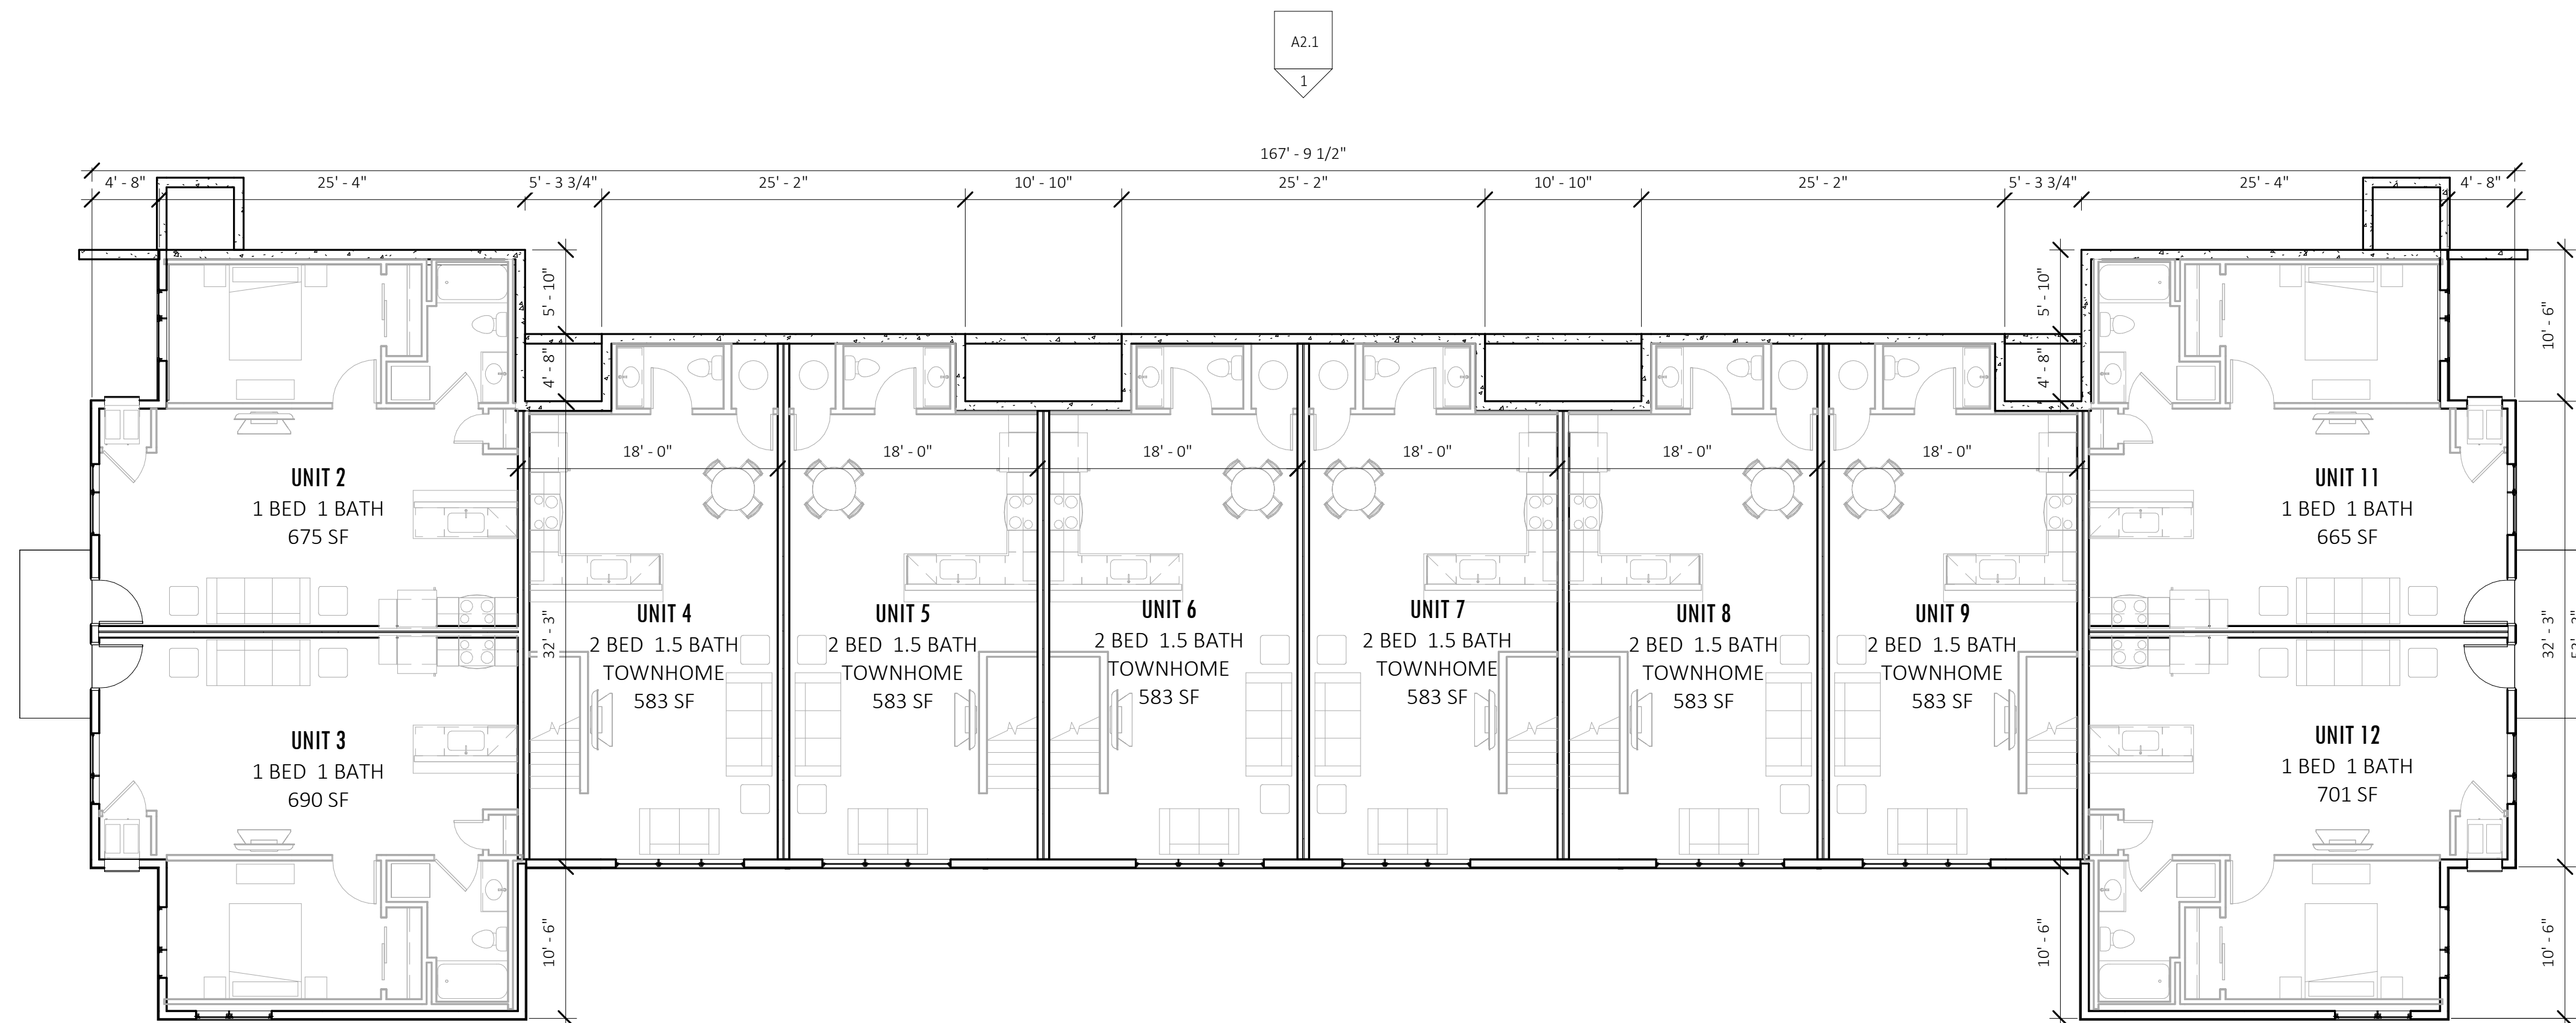 A2.1
1
167' - 9 1/2"
4' - 8"
25' - 4"
5' - 3 3/4"
25' - 2"
10' - 10"
25' - 2"
10' - 10"
25' - 2"
5' - 3 3/4"
25' - 4"
4' - 8"
5' - 10"
5' - 10"
10' - 6"
4' - 8"
4' - 8"
18' - 0"
18' - 0"
18' - 0"
18' - 0"
18' - 0"
18' - 0"
UNIT 2
1 BED 1 BATH
675 SF
UNIT 11
1 BED 1 BATH
665 SF
32' - 3"
UNIT 4
2 BED 1.5 BATH
TOWNHOME
583 SF
UNIT 5
2 BED 1.5 BATH
TOWNHOME
583 SF
UNIT 6
2 BED 1.5 BATH
TOWNHOME
583 SF
UNIT 7
2 BED 1.5 BATH
TOWNHOME
583 SF
UNIT 8
2 BED 1.5 BATH
TOWNHOME
583 SF
UNIT 9
2 BED 1.5 BATH
TOWNHOME
583 SF
32' - 3"
UNIT 3
1 BED 1 BATH
690 SF
UNIT 12
1 BED 1 BATH
701 SF
10' - 6"
10' - 6"
10' - 6"